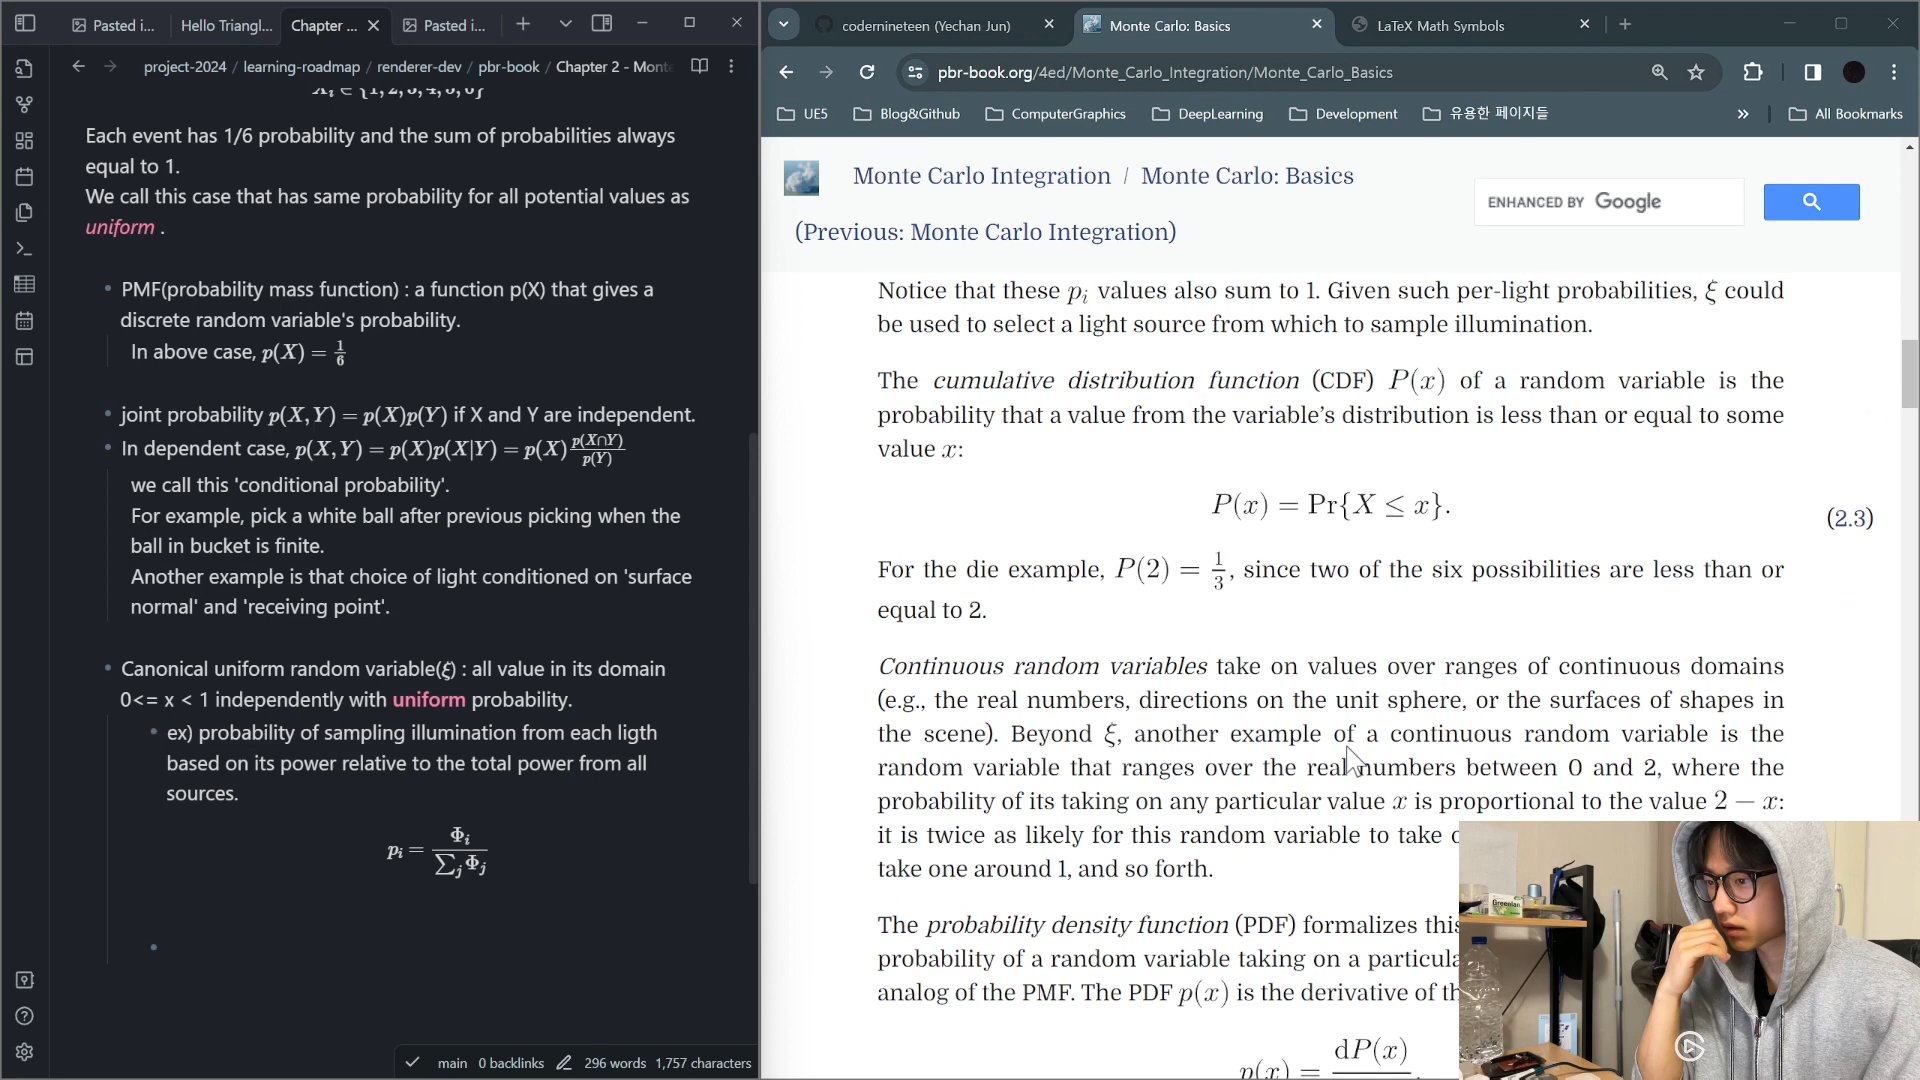 Pasted i...
Hello Triangl...
Chapter ...
Pasted i...
project-2024 / learning-roadmap / renderer-dev / pbr-book / Chapter 2 - Monte
Xᵢ ∈ {1,2,3,4,5,6}
Each event has 1/6 probability and the sum of probabilities always
equal to 1.
We call this case that has same probability for all potential values as
uniform .
• PMF(probability mass function) : a function p(X) that gives a
discrete random variable's probability.
In above case, p(X) = 1/6
• joint probability p(X,Y) = p(X)p(Y) if X and Y are independent.
• In dependent case, p(X,Y) = p(X)p(X|Y) = p(X) p(X∩Y)/p(Y)
we call this 'conditional probability'.
For example, pick a white ball after previous picking when the
ball in bucket is finite.
Another example is that choice of light conditioned on 'surface
normal' and 'receiving point'.
• Canonical uniform random variable(ξ) : all value in its domain
0<= x < 1 independently with uniform probability.
• ex) probability of sampling illumination from each ligth
based on its power relative to the total power from all
sources.
pᵢ = Φᵢ / ∑ⱼ Φⱼ
main 0 backlinks 296 words 1,757 characters
codernineteen (Yechan Jun)
Monte Carlo: Basics
LaTeX Math Symbols
pbr-book.org/4ed/Monte_Carlo_Integration/Monte_Carlo_Basics
UE5
Blog&Github
ComputerGraphics
DeepLearning
Development
유용한 페이지들
»
All Bookmarks
Monte Carlo Integration / Monte Carlo: Basics
ENHANCED BY Google
(Previous: Monte Carlo Integration)
Notice that these pᵢ values also sum to 1. Given such per-light probabilities, ξ could
be used to select a light source from which to sample illumination.
The cumulative distribution function (CDF) P(x) of a random variable is the
probability that a value from the variable's distribution is less than or equal to some
value x:
P(x) = Pr{X ≤ x}.
(2.3)
For the die example, P(2) = 1/3, since two of the six possibilities are less than or
equal to 2.
Continuous random variables take on values over ranges of continuous domains
(e.g., the real numbers, directions on the unit sphere, or the surfaces of shapes in
the scene). Beyond ξ, another example of a continuous random variable is the
random variable that ranges over the real numbers between 0 and 2, where the
probability of its taking on any particular value x is proportional to the value 2 − x:
it is twice as likely for this random variable to take
take one around 1, and so forth.
The probability density function (PDF) formalizes this
probability of a random variable taking on a
analog of the PMF. The PDF p(x) is the derivative of
p(x) = dP(x)
Greenlan